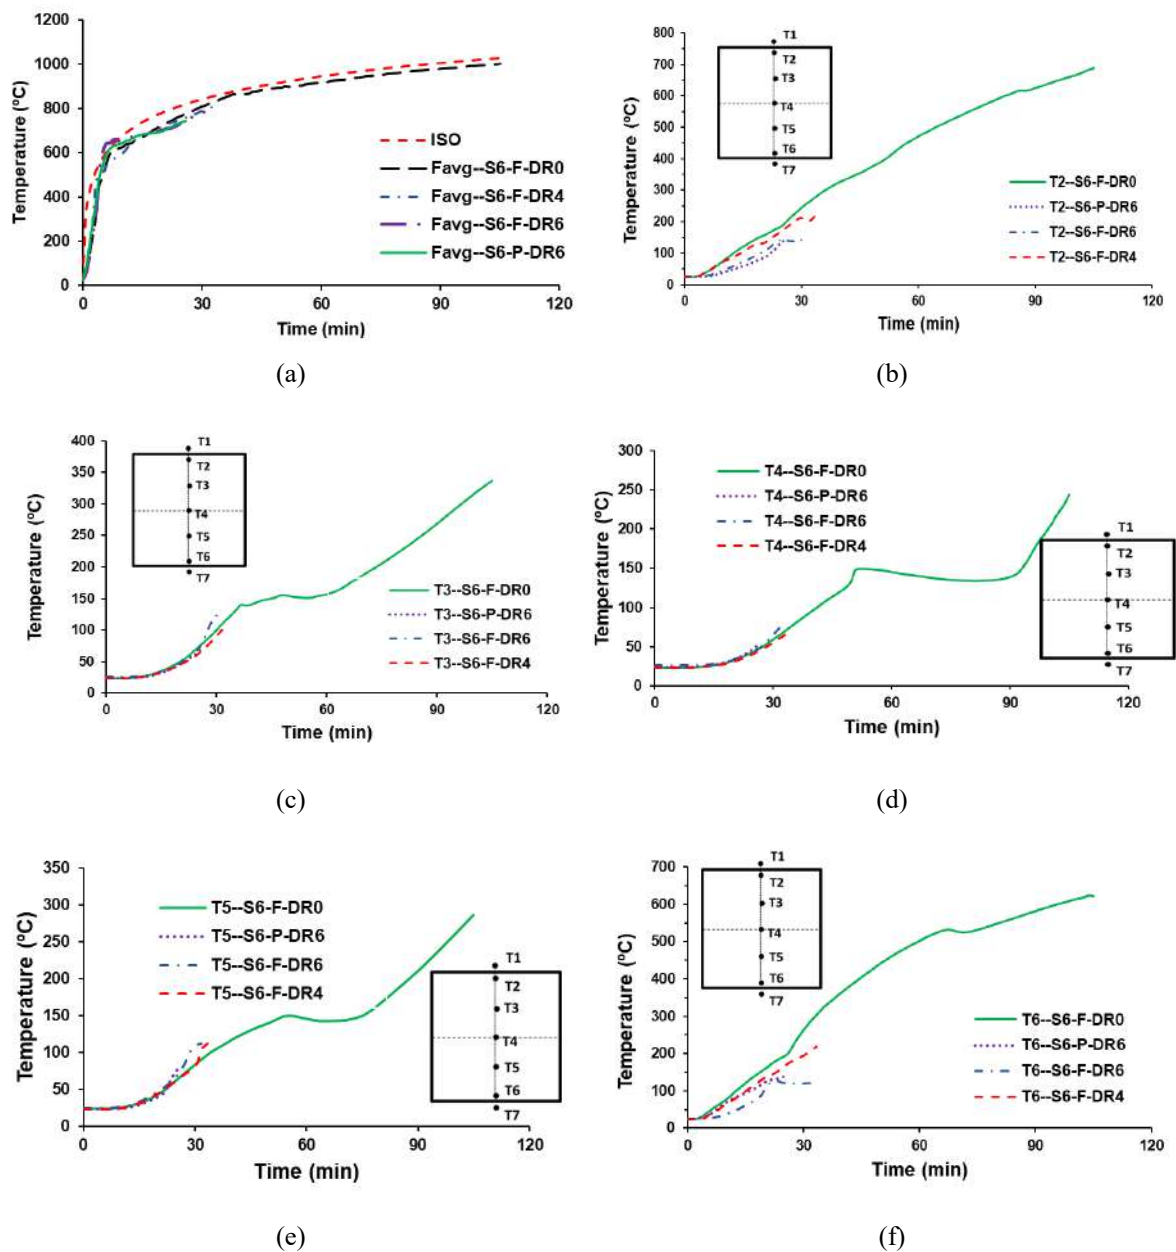 1200
1000
800
600
400
200
0
Temperature (ºC)
ISO
Favg--S6-F-DR0
Favg--S6-F-DR4
Favg--S6-F-DR6
Favg--S6-P-DR6
0 30 60 90 120
Time (min)
(a)
800
700
600
500
400
300
200
100
0
Temperature (ºC)
T1
T2
T3
T4
T5
T6
T7
T2--S6-F-DR0
T2--S6-P-DR6
T2--S6-F-DR6
T2--S6-F-DR4
0 30 60 90 120
Time (min)
(b)
400
350
300
250
200
150
100
50
0
Temperature (ºC)
T1
T2
T3
T4
T5
T6
T7
T3--S6-F-DR0
T3--S6-P-DR6
T3--S6-F-DR6
T3--S6-F-DR4
0 30 60 90 120
Time (min)
(c)
300
250
200
150
100
50
0
Temperature (ºC)
T4--S6-F-DR0
T4--S6-P-DR6
T4--S6-F-DR6
T4--S6-F-DR4
T1
T2
T3
T4
T5
T6
T7
0 30 60 90 120
Time (min)
(d)
350
300
250
200
150
100
50
0
Temperature (ºC)
T5--S6-F-DR0
T5--S6-P-DR6
T5--S6-F-DR6
T5--S6-F-DR4
T1
T2
T3
T4
T5
T6
T7
0 30 60 90 120
Time (min)
(e)
700
600
500
400
300
200
100
0
Temperature (ºC)
T1
T2
T3
T4
T5
T6
T7
T6--S6-F-DR0
T6--S6-P-DR6
T6--S6-F-DR6
T6--S6-F-DR4
0 30 60 90 120
Time (min)
(f)